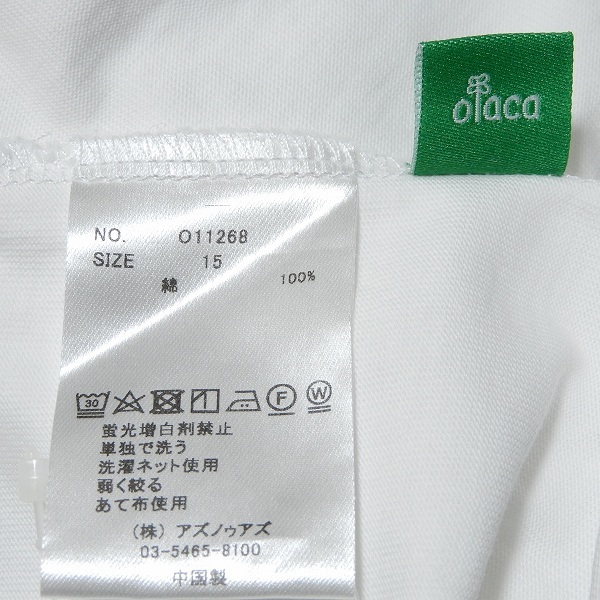 olaca
NO. O11268
SIZE 15
綿 100%
30 F W
蛍光増白剤禁止
単独で洗う
洗濯ネット使用
弱く絞る
あて布使用
(株) アズノゥアズ
03-5465-8100
中国製